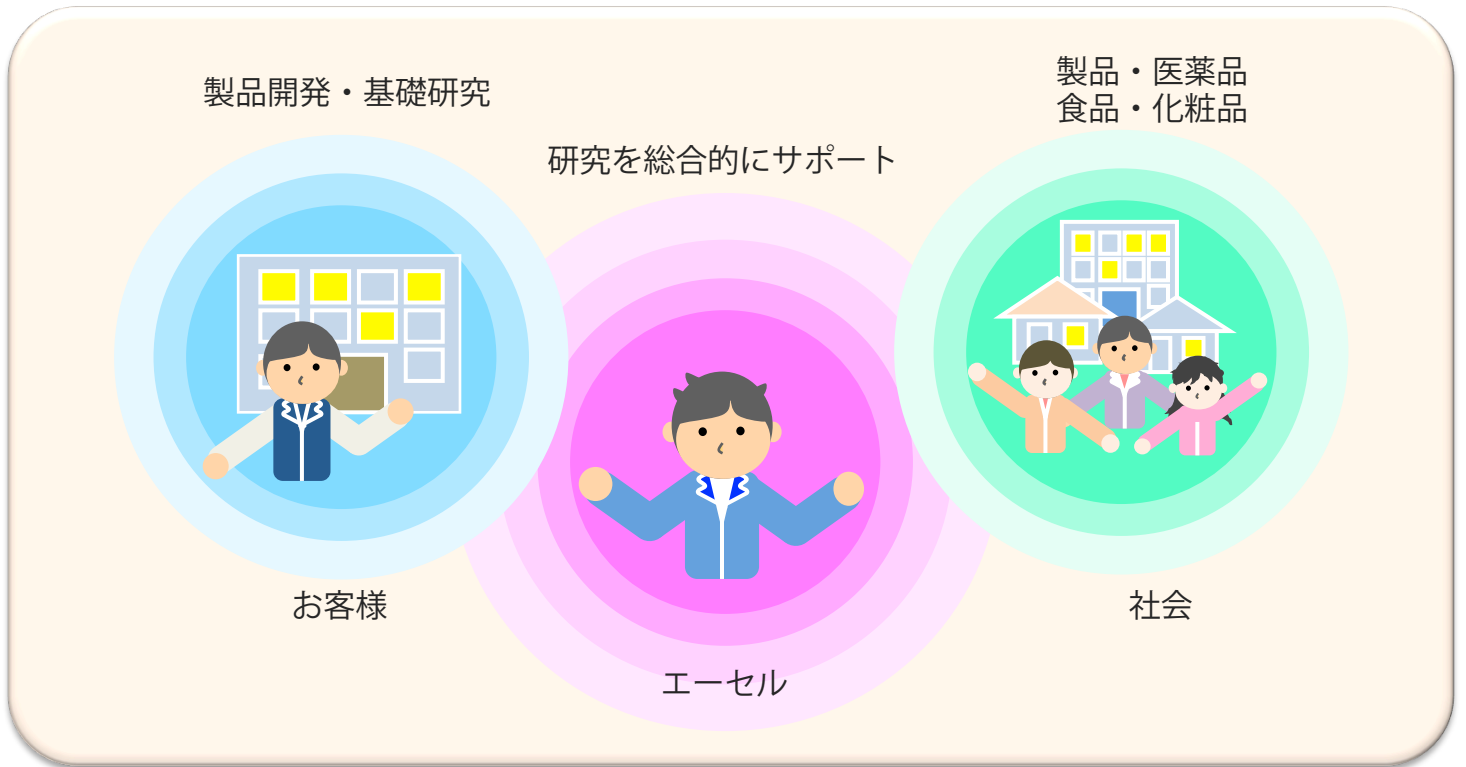 製品開発・基礎研究
お客様
研究を総合的にサポート
エーセル
製品・医薬品
食品・化粧品
社会